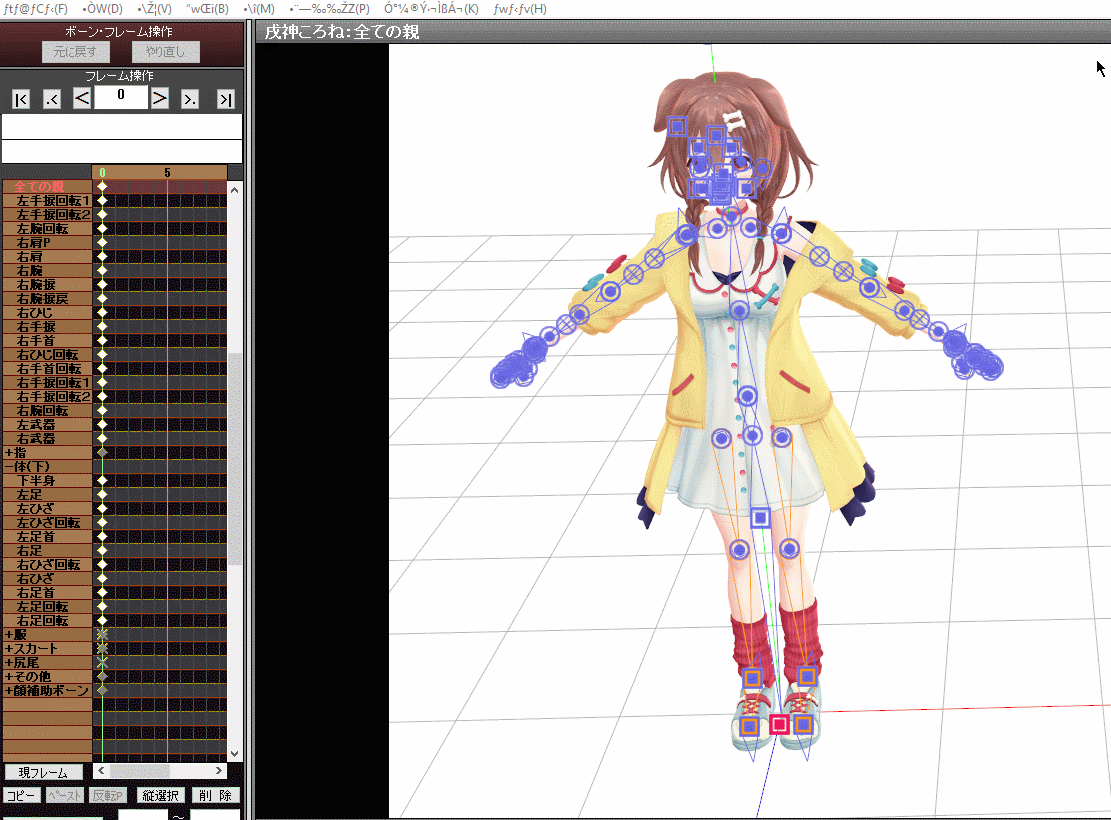 ƒtƒ@ƒCƒ‹(F) •ÒW(D) •\Ž¦(V) "wŒi(B) •\î(M) •¨—‰‰ŽZ(P) Ó°¼®Ý·¬ÌßÁ¬(K) ƒwƒ‹ƒv(H)
ボーン・フレーム操作
元に戻す やり直し
フレーム操作
|< .< < 0 > >. >|
戌神ころね:全ての親
0 5
全ての親
左手捩回転1
左手捩回転2
左腕回転
右肩P
右肩
右腕
右腕捩
右腕捩戻
右ひじ
右手捩
右手首
右ひじ回転
右手首回転
右手捩回転1
右手捩回転2
右腕回転
左武器
右武器
+指
-体(下)
下半身
左足
左ひざ
左ひざ回転
左足首
右足
右ひざ回転
右ひざ
右足首
左足回転
右足回転
+服
+スカート
+尻尾
+その他
+顔補助ボーン
現フレーム
コピー ペースト 反転P 縦選択 削 除
~